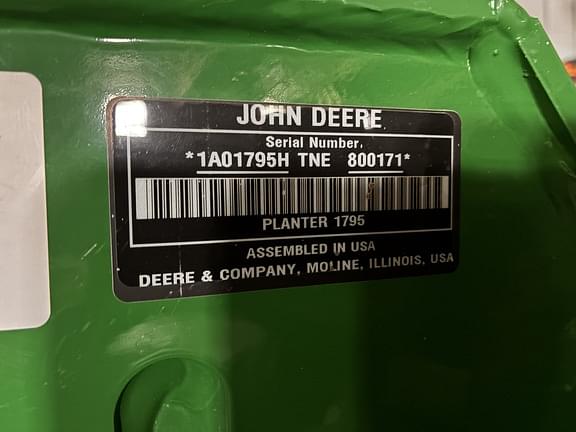 JOHN DEERE
Serial Number
*1A01795H TNE 800171*
PLANTER 1795
ASSEMBLED IN USA
DEERE & COMPANY, MOLINE, ILLINOIS, USA